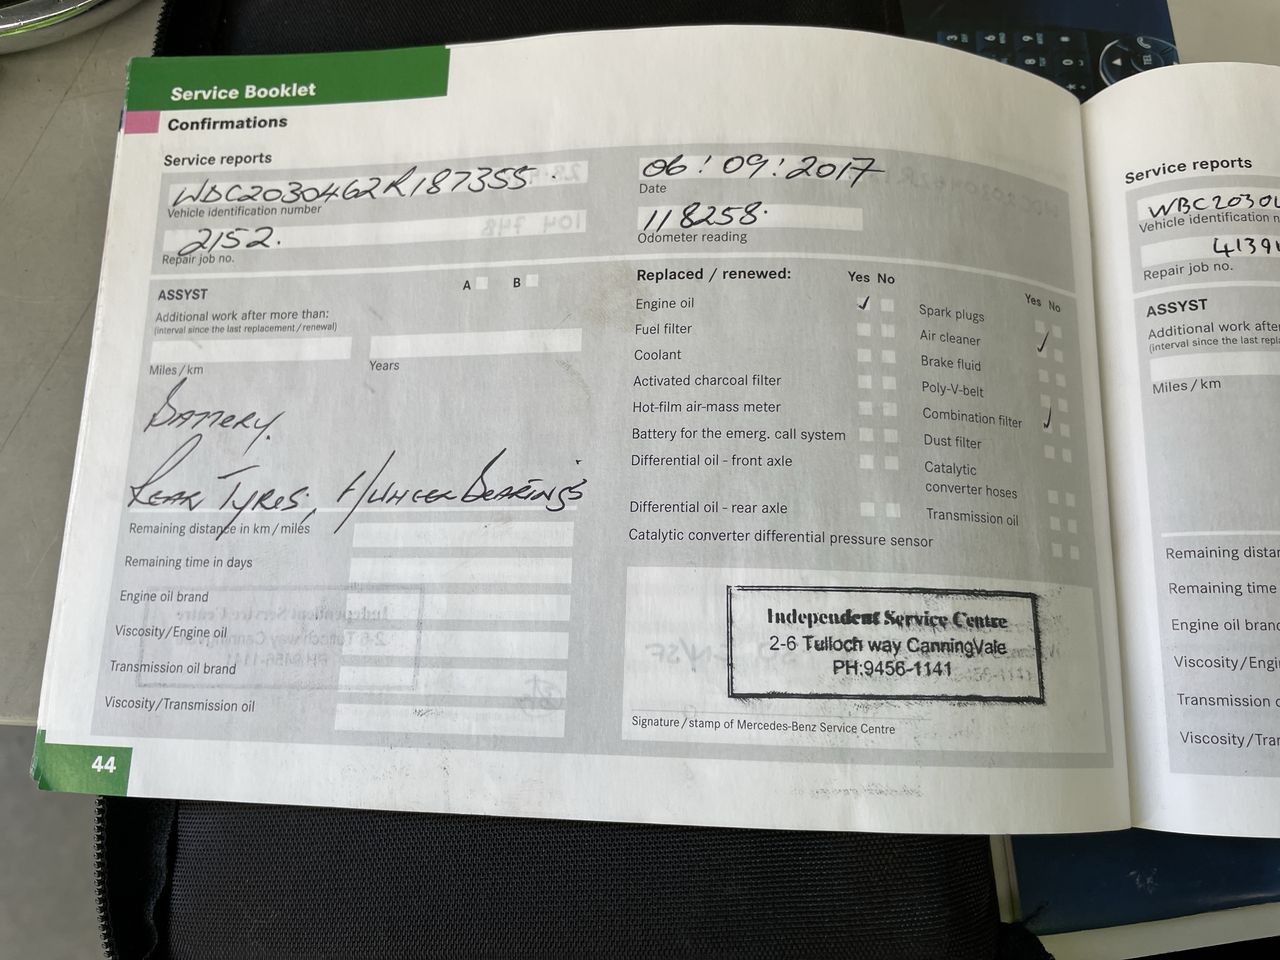 Service Booklet
Confirmations
Service reports
WDC2030462R187355.
Vehicle identification number
2152.
Repair job no.
06:09:2017
Date
118258.
Odometer reading
ASSYST
A B
Additional work after more than:
(interval since the last replacement / renewal)
Miles / km
Years
BATTERY.
REAR TYRES,
BEARINGS
Remaining distance in km / miles
Remaining time in days
Engine oil brand
Viscosity/Engine oil
Transmission oil brand
Viscosity/Transmission oil
Replaced / renewed:
Yes No
Engine oil ✓
Fuel filter
Coolant
Activated charcoal filter
Hot-film air-mass meter
Battery for the emerg. call system
Differential oil - front axle
Differential oil - rear axle
Catalytic converter differential pressure sensor
Yes No
Spark plugs
Air cleaner ✓
Brake fluid
Poly-V-belt
Combination filter ✓
Dust filter
Catalytic
converter hoses
Transmission oil
Independent Service Centre
2-6 Tulloch way CanningVale
PH:9456-1141
Signature / stamp of Mercedes-Benz Service Centre
44
Service reports
Vehicle identification
Repair job no.
ASSYST
Additional work
(interval since the last
Miles / km
Remaining
Remaining time
Engine oil
Transmission